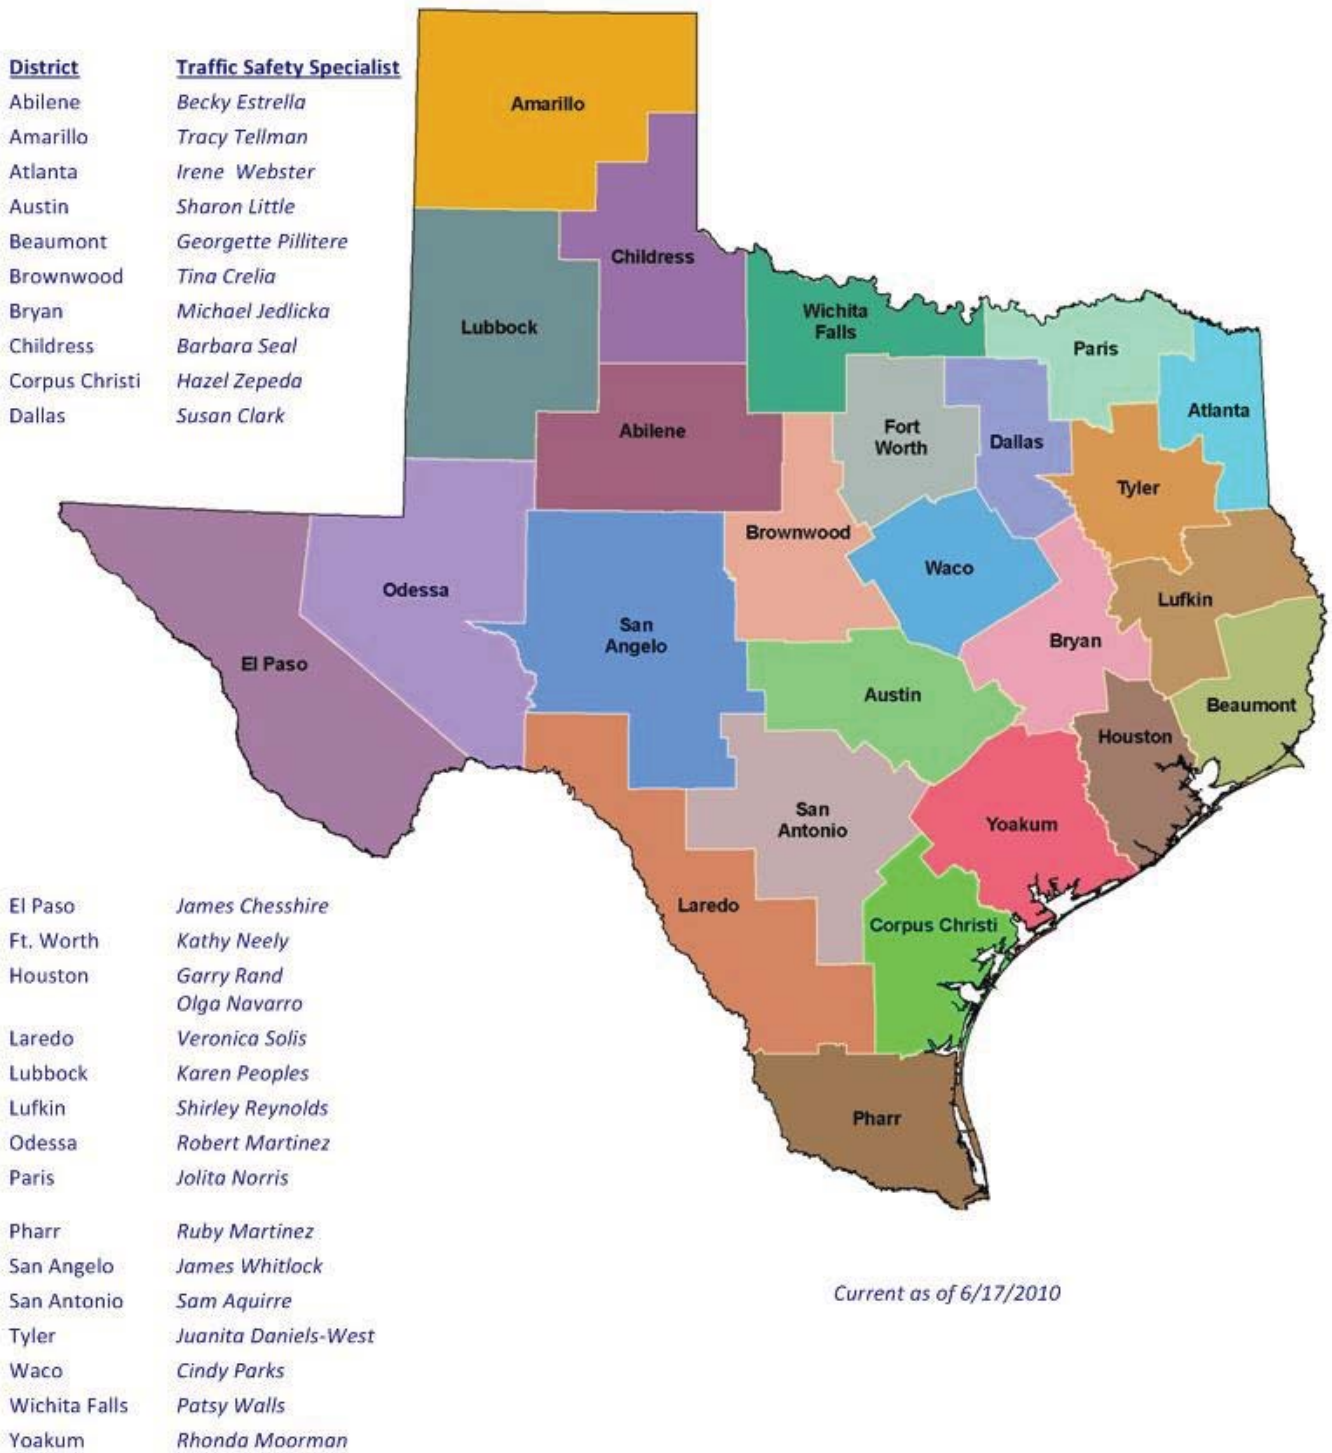 District Traffic Safety Specialist
Abilene Becky Estrella
Amarillo Tracy Tellman
Atlanta Irene Webster
Austin Sharon Little
Beaumont Georgette Pillitere
Brownwood Tina Crelia
Bryan Michael Jedlicka
Childress Barbara Seal
Corpus Christi Hazel Zepeda
Dallas Susan Clark
Amarillo
Childress
Lubbock
Wichita
Falls
Paris
Atlanta
Abilene
Fort
Worth
Dallas
Tyler
Brownwood
Waco
Odessa
San
Angelo
Lufkin
Bryan
El Paso
Austin
Beaumont
Houston
San
Antonio
Yoakum
Laredo
Corpus Christi
Pharr
El Paso James Chesshire
Ft. Worth Kathy Neely
Houston Garry Rand
Olga Navarro
Laredo Veronica Solis
Lubbock Karen Peoples
Lufkin Shirley Reynolds
Odessa Robert Martinez
Paris Jolita Norris
Pharr Ruby Martinez
San Angelo James Whitlock
San Antonio Sam Aquirre
Tyler Juanita Daniels-West
Waco Cindy Parks
Wichita Falls Patsy Walls
Yoakum Rhonda Moorman
Current as of 6/17/2010